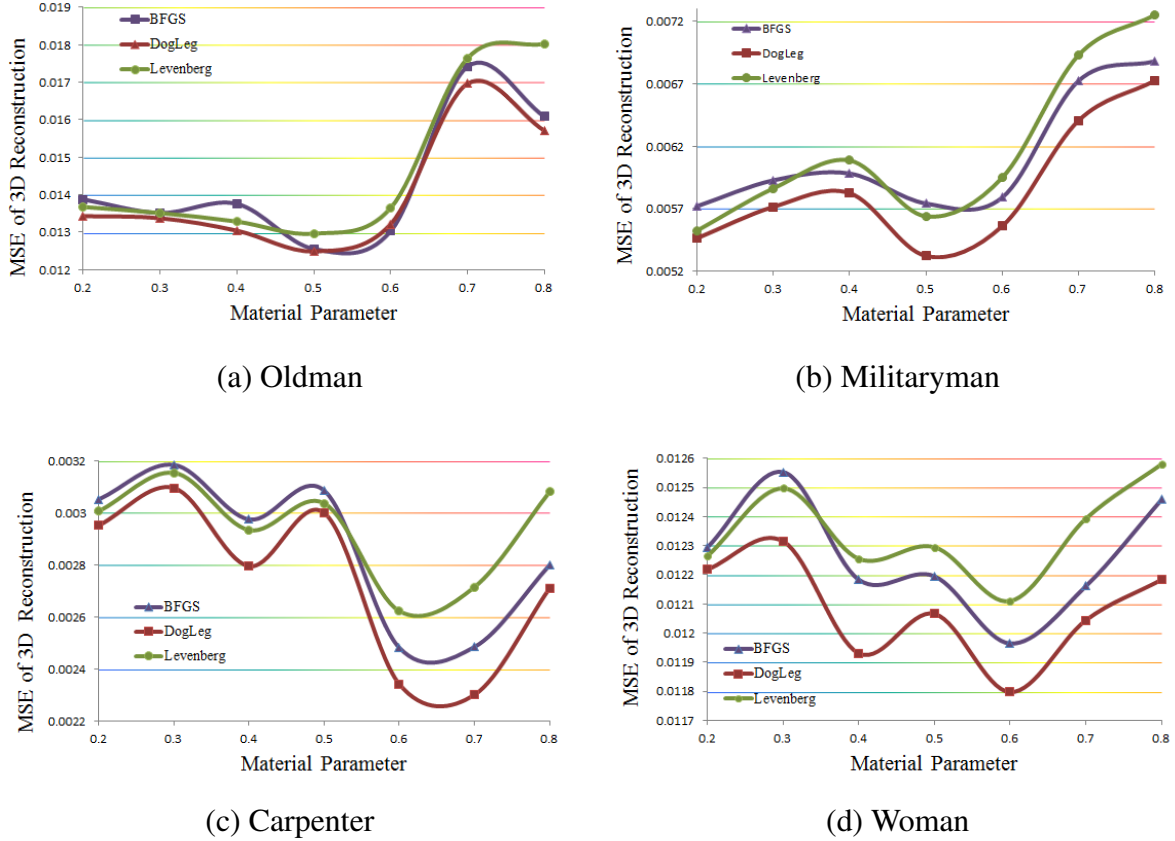 MSE of 3D Reconstruction
0.019
0.018
0.017
0.016
0.015
0.014
0.013
0.012
BFGS
DogLeg
Levenberg
0.2 0.3 0.4 0.5 0.6 0.7 0.8
Material Parameter
(a) Oldman
MSE of 3D Reconstruction
0.0072
0.0067
0.0062
0.0057
0.0052
BFGS
DogLeg
Levenberg
0.2 0.3 0.4 0.5 0.6 0.7 0.8
Material Parameter
(b) Militaryman
MSE of 3D Reconstruction
0.0032
0.003
0.0028
0.0026
0.0024
0.0022
BFGS
DogLeg
Levenberg
0.2 0.3 0.4 0.5 0.6 0.7 0.8
Material Parameter
(c) Carpenter
MSE of 3D Reconstruction
0.0126
0.0125
0.0124
0.0123
0.0122
0.0121
0.012
0.0119
0.0118
0.0117
BFGS
DogLeg
Levenberg
0.2 0.3 0.4 0.5 0.6 0.7 0.8
Material Parameter
(d) Woman